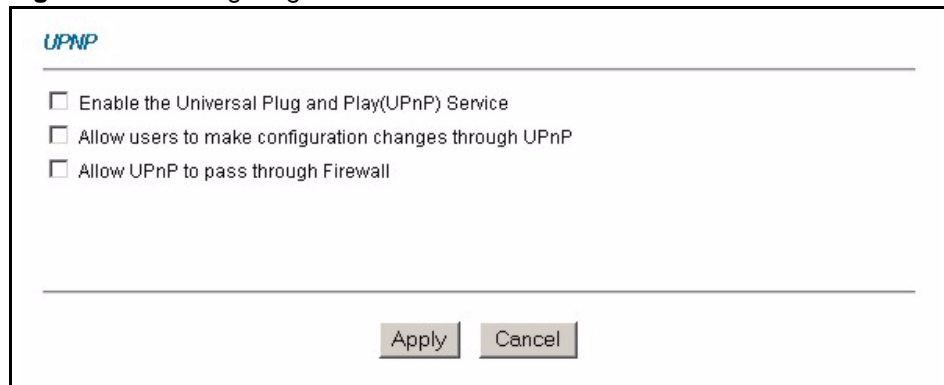 UPNP
Enable the Universal Plug and Play(UPnP) Service
Allow users to make configuration changes through UPnP
Allow UPnP to pass through Firewall
Apply Cancel